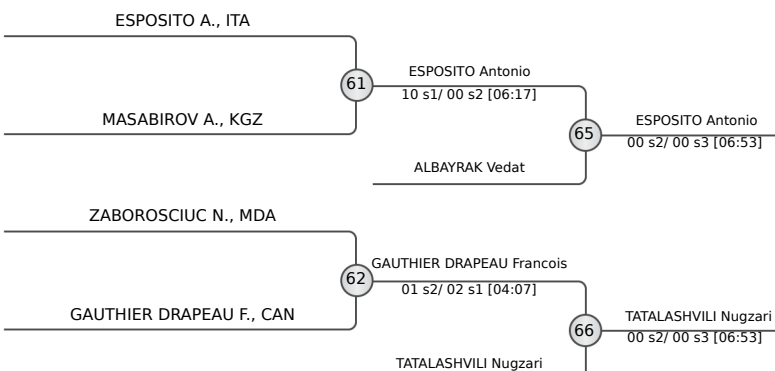 ESPOSITO A., ITA
61
ESPOSITO Antonio
10 s1/ 00 s2 [06:17]
MASABIROV A., KGZ
65
ESPOSITO Antonio
00 s2/ 00 s3 [06:53]
ALBAYRAK Vedat
ZABOROSCIUC N., MDA
62
GAUTHIER DRAPEAU Francois
01 s2/ 02 s1 [04:07]
GAUTHIER DRAPEAU F., CAN
66
TATALASHVILI Nugzari
00 s2/ 00 s3 [06:53]
TATALASHVILI Nugzari